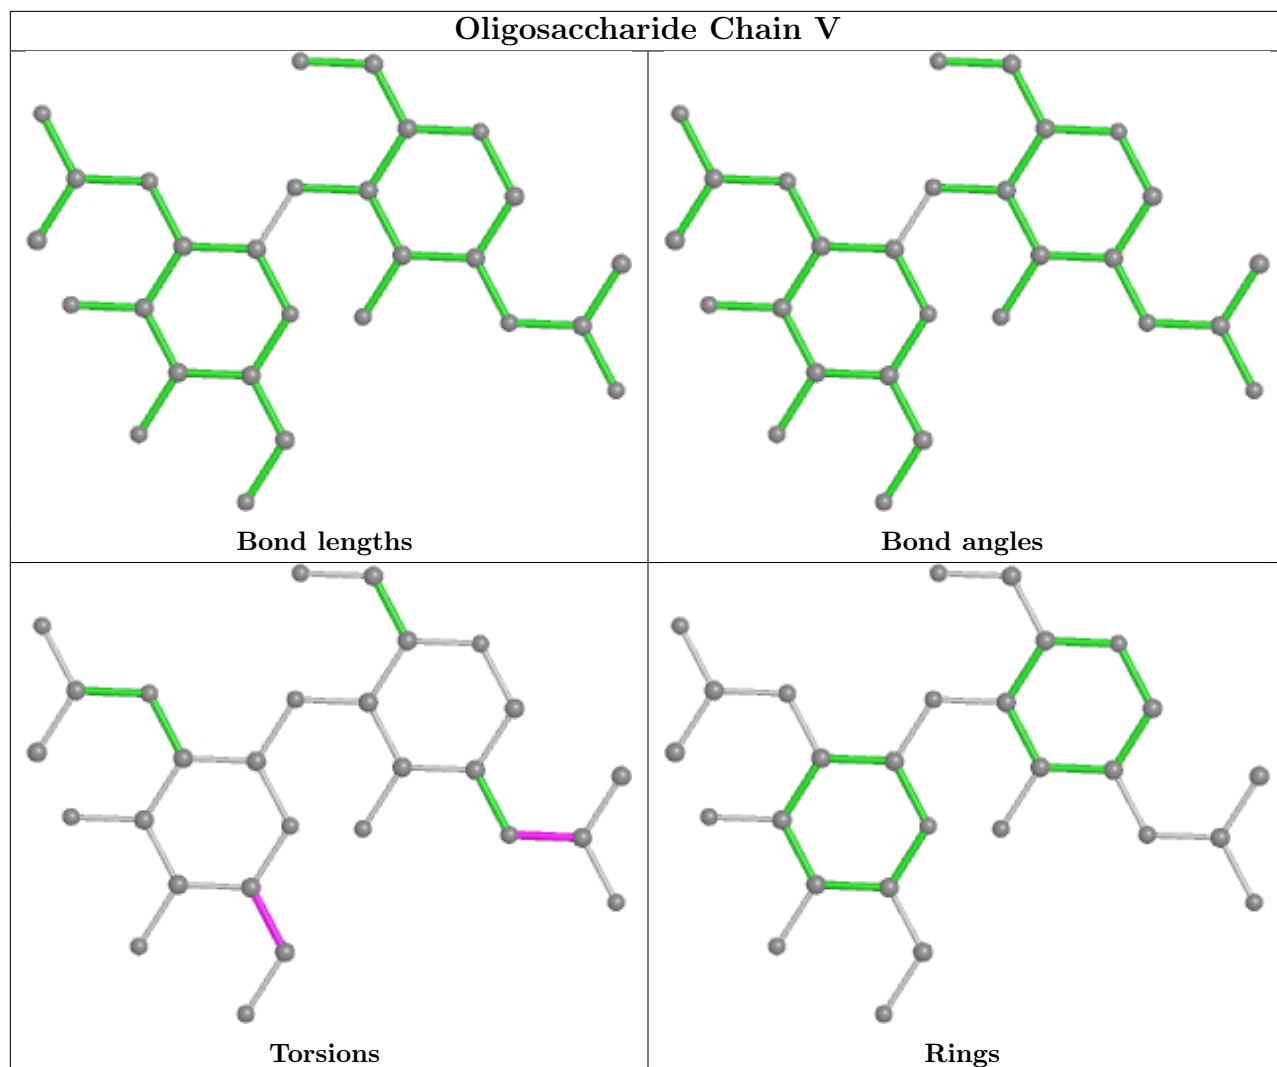 Oligosaccharide Chain V
Bond lengths
Bond angles
Torsions
Rings